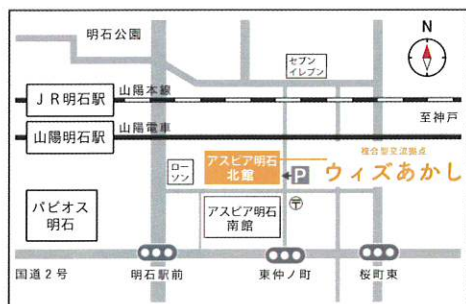 明石公園
セブン
イレブン
N
JR明石駅
山陽本線
至神戸
山陽明石駅
山陽電車
複合型交流拠点
ウィズあかし
ロー
ソン
アスピア明石
北館
P
〒
パピオス
明石
アスピア明石
南館
国道2号
明石駅前
東仲ノ町
桜町東